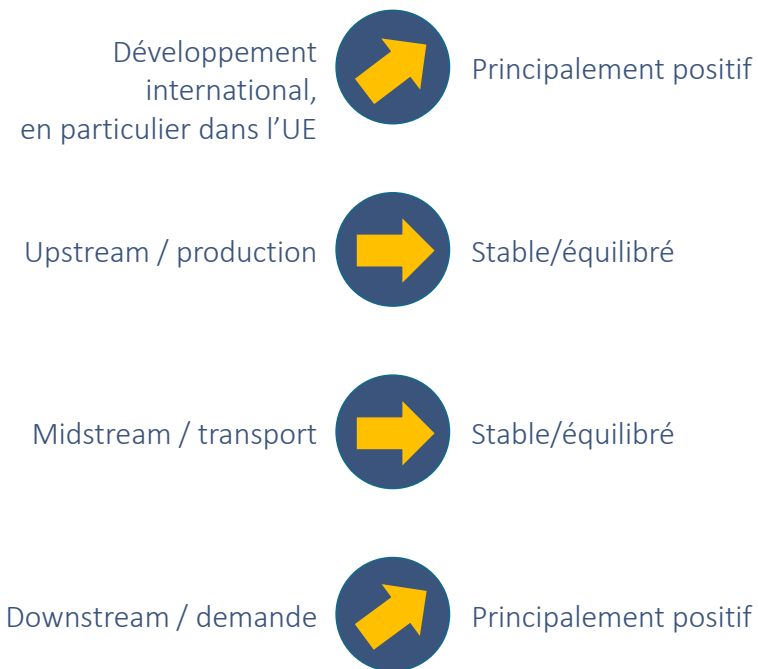 Développement
international,
en particulier dans l’UE
Principalement positif
Upstream / production
Stable/équilibré
Midstream / transport
Stable/équilibré
Downstream / demande
Principalement positif